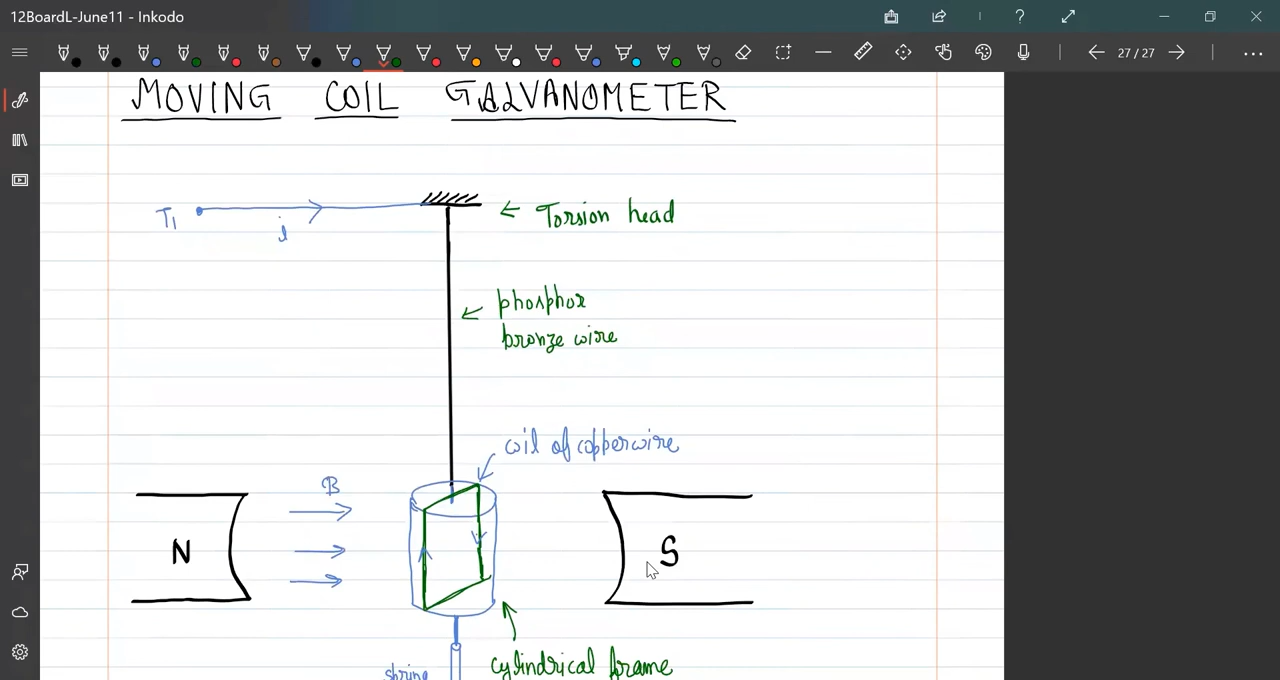 12BoardL-June11 - Inkodo
27 / 27
MOVING COIL GALVANOMETER
T1
i
← Torsion head
← phosphor
bronze wire
coil of copperwire
B
N
S
cylindrical frame